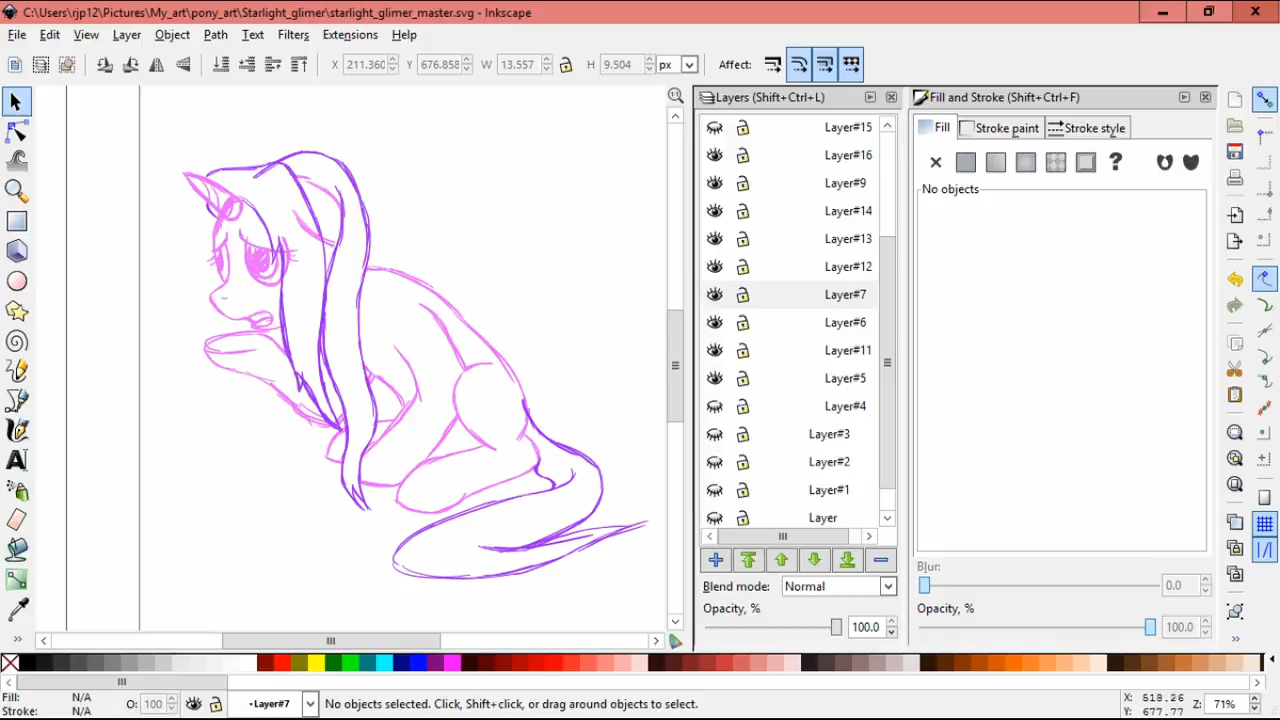 C:\Users\rjp12\Pictures\My_art\pony_art\Starlight_glimer\starlight_glimer_master.svg - Inkscape
File Edit View Layer Object Path Text Filters Extensions Help
X 211.360 Y 676.858 W 13.557 H 9.504 px Affect:
Layers (Shift+Ctrl+L)
Fill and Stroke (Shift+Ctrl+F)
Fill Stroke paint Stroke style
?
No objects
Layer#15
Layer#16
Layer#9
Layer#14
Layer#13
Layer#12
Layer#7
Layer#6
Layer#11
Layer#5
Layer#4
Layer#3
Layer#2
Layer#1
Layer
Blend mode: Normal
Opacity, %
100.0
Blur:
0.0
Opacity, %
100.0
Fill: N/A
Stroke: N/A
O: 100
·Layer#7
No objects selected. Click, Shift+click, or drag around objects to select.
X: 518.26
Y: 677.77
Z: 71%